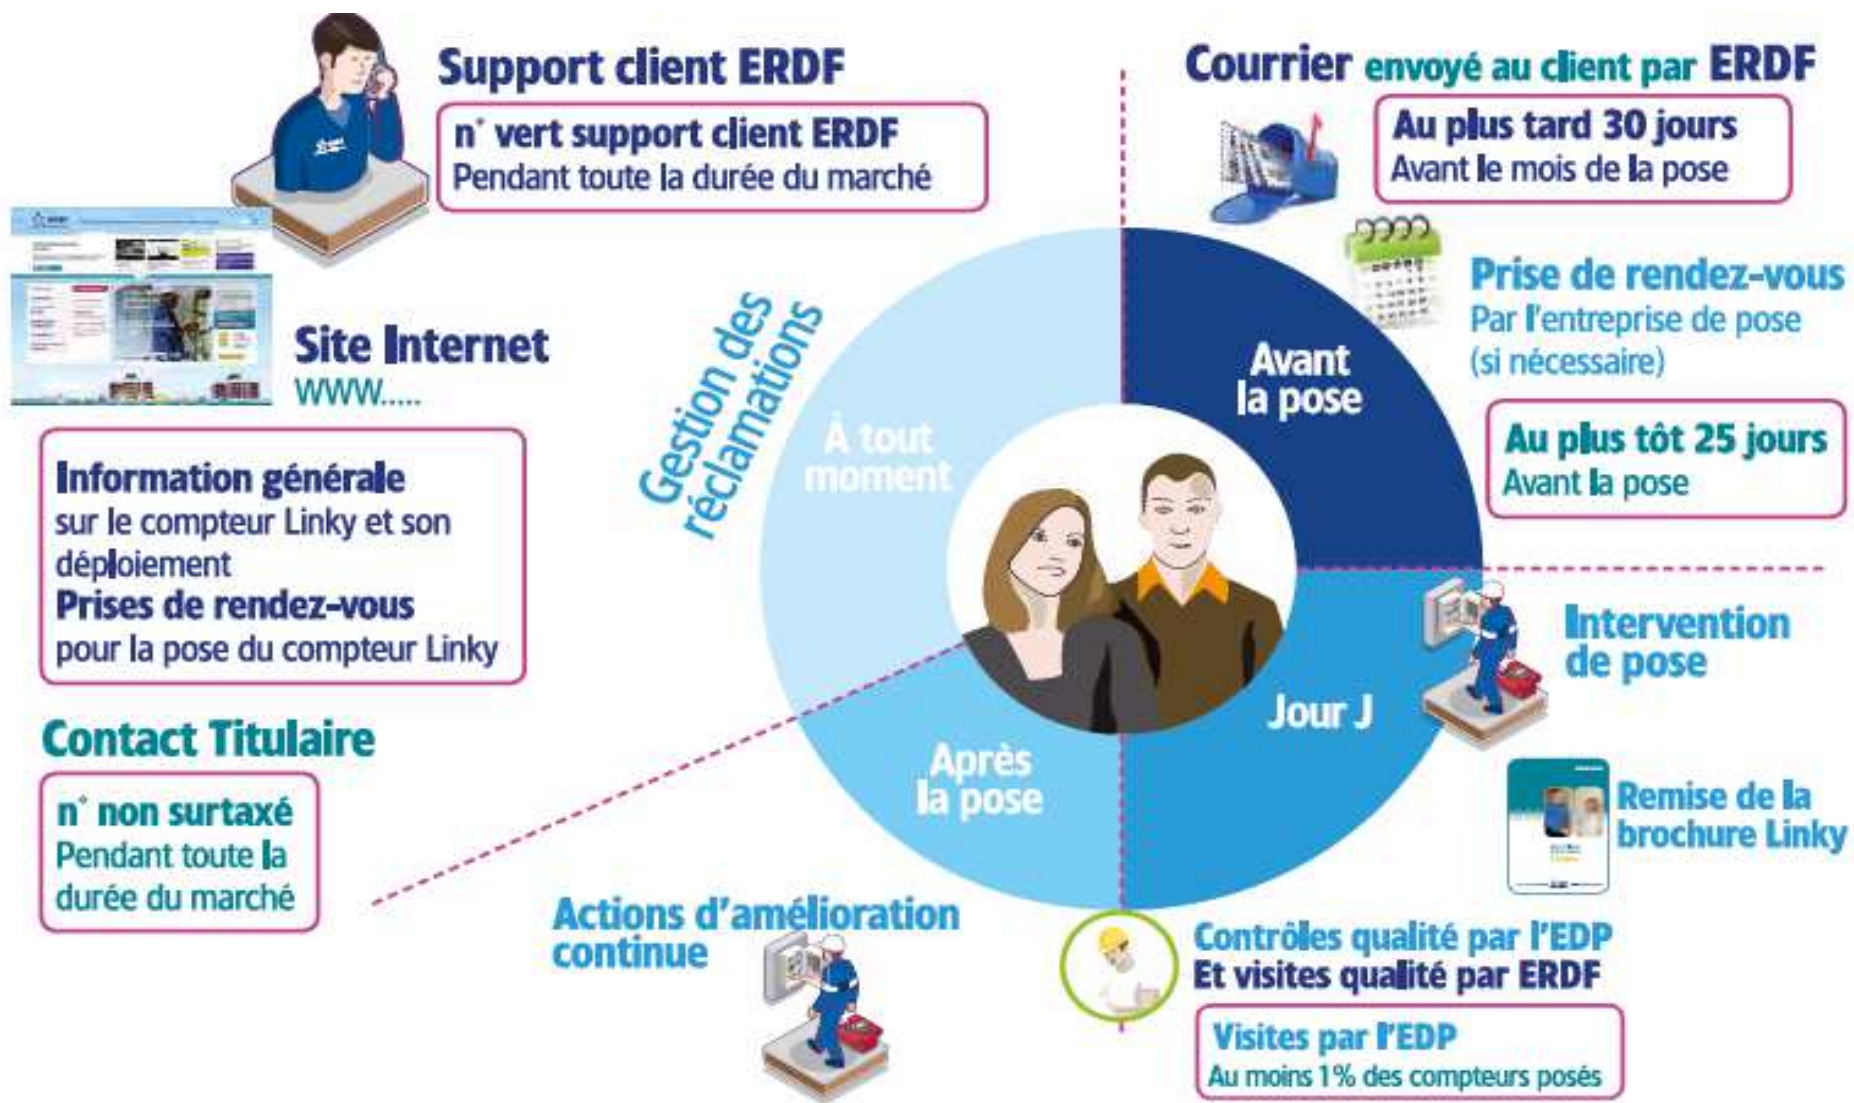 Support client ERDF
n° vert support client ERDF
Pendant toute la durée du marché
Courrier envoyé au client par ERDF
Au plus tard 30 jours
Avant le mois de la pose
Prise de rendez-vous
Par l'entreprise de pose
(si nécessaire)
Au plus tôt 25 jours
Avant la pose
Site Internet
WWW.....
Information générale
sur le compteur Linky et son
déploiement
Prises de rendez-vous
pour la pose du compteur Linky
Contact Titulaire
n° non surtaxé
Pendant toute la
durée du marché
Gestion des
réclamations
À tout
moment
Avant
la pose
Jour J
Après
la pose
Intervention
de pose
Remise de la
brochure Linky
Actions d'amélioration
continue
Contrôles qualité par l'EDP
Et visites qualité par ERDF
Visites par l'EDP
Au moins 1% des compteurs posés